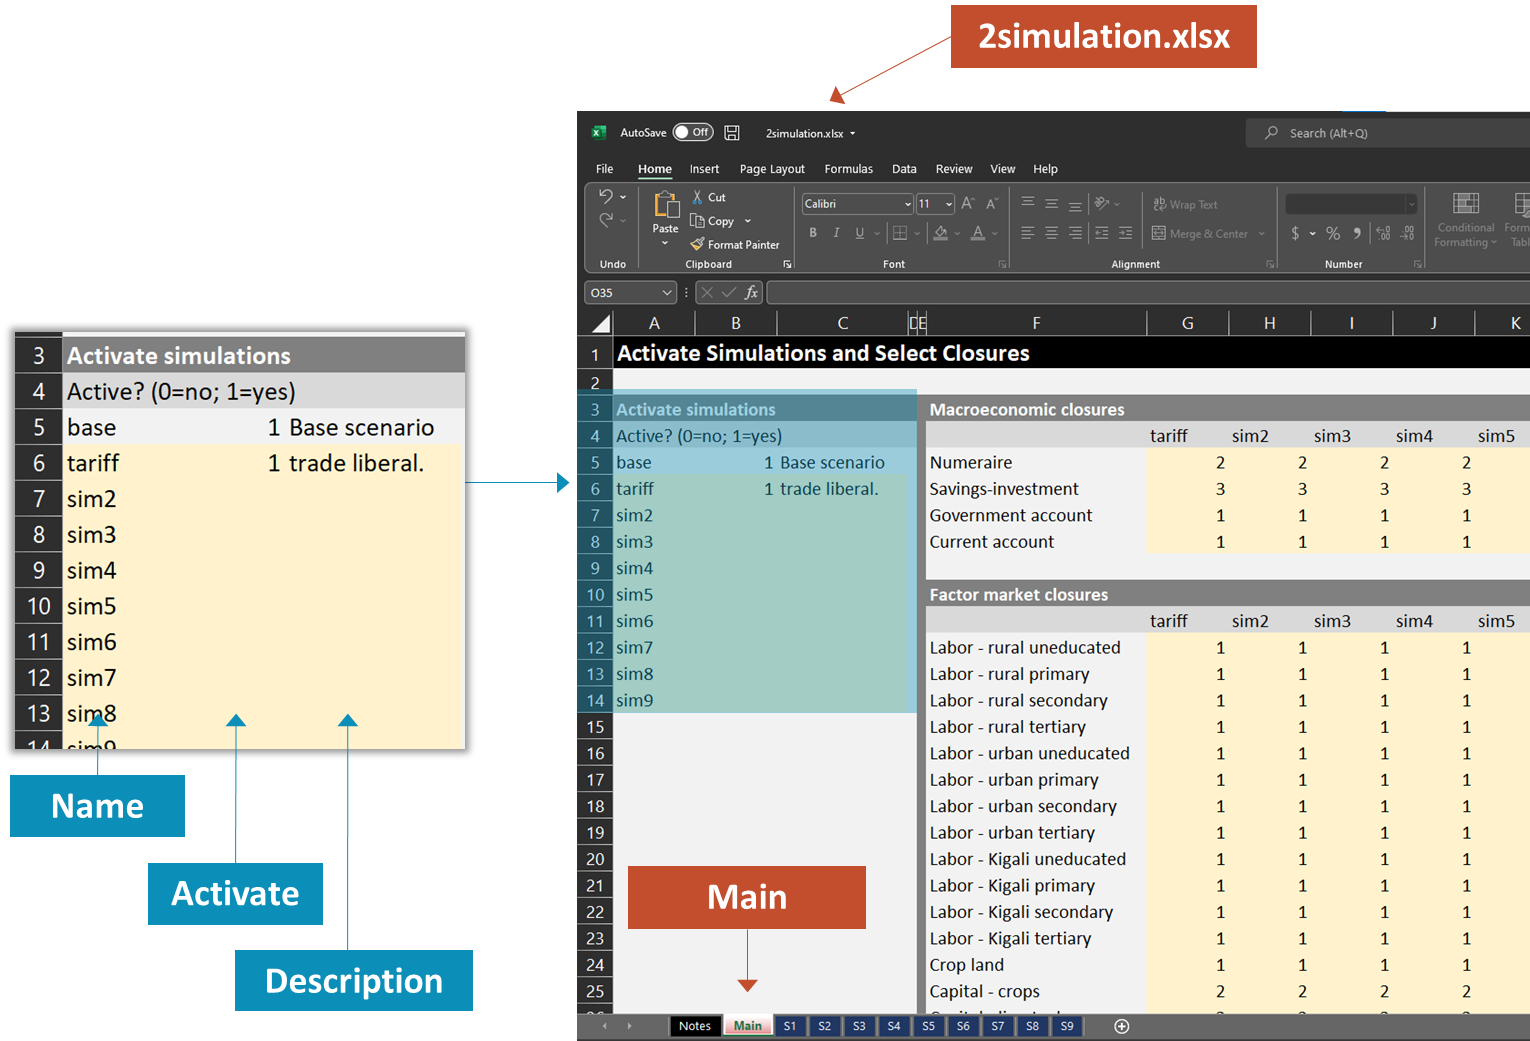 2simulation.xlsx
AutoSave Off 2simulation.xlsx Search (Alt+Q)
File Home Insert Page Layout Formulas Data Review View Help
Paste Cut Calibri 11 Wrap Text $ % Conditional
Copy B I U Merge & Center Formatting
Format Painter
Undo Clipboard Font Alignment Number
O35 fx
A B C D E F G H I J K
1 Activate Simulations and Select Closures
2
3 Activate simulations Macroeconomic closures
4 Active? (0=no; 1=yes) tariff sim2 sim3 sim4 sim5
5 base 1 Base scenario Numeraire 2 2 2 2
6 tariff 1 trade liberal. Savings-investment 3 3 3 3
7 sim2 Government account 1 1 1 1
8 sim3 Current account 1 1 1 1
9 sim4
10 sim5 Factor market closures
11 sim6 tariff sim2 sim3 sim4 sim5
12 sim7 Labor - rural uneducated 1 1 1 1
13 sim8 Labor - rural primary 1 1 1 1
14 sim9 Labor - rural secondary 1 1 1 1
15 Labor - rural tertiary 1 1 1 1
16 Labor - urban uneducated 1 1 1 1
17 Labor - urban primary 1 1 1 1
18 Labor - urban secondary 1 1 1 1
19 Labor - urban tertiary 1 1 1 1
20 Labor - Kigali uneducated 1 1 1 1
21 Labor - Kigali primary 1 1 1 1
22 Labor - Kigali secondary 1 1 1 1
23 Labor - Kigali tertiary 1 1 1 1
24 Crop land 1 1 1 1
25 Capital - crops 2 2 2 2
Main
Notes Main S1 S2 S3 S4 S5 S6 S7 S8 S9
3 Activate simulations
4 Active? (0=no; 1=yes)
5 base 1 Base scenario
6 tariff 1 trade liberal.
7 sim2
8 sim3
9 sim4
10 sim5
11 sim6
12 sim7
13 sim8
14 sim9
Name
Activate
Description